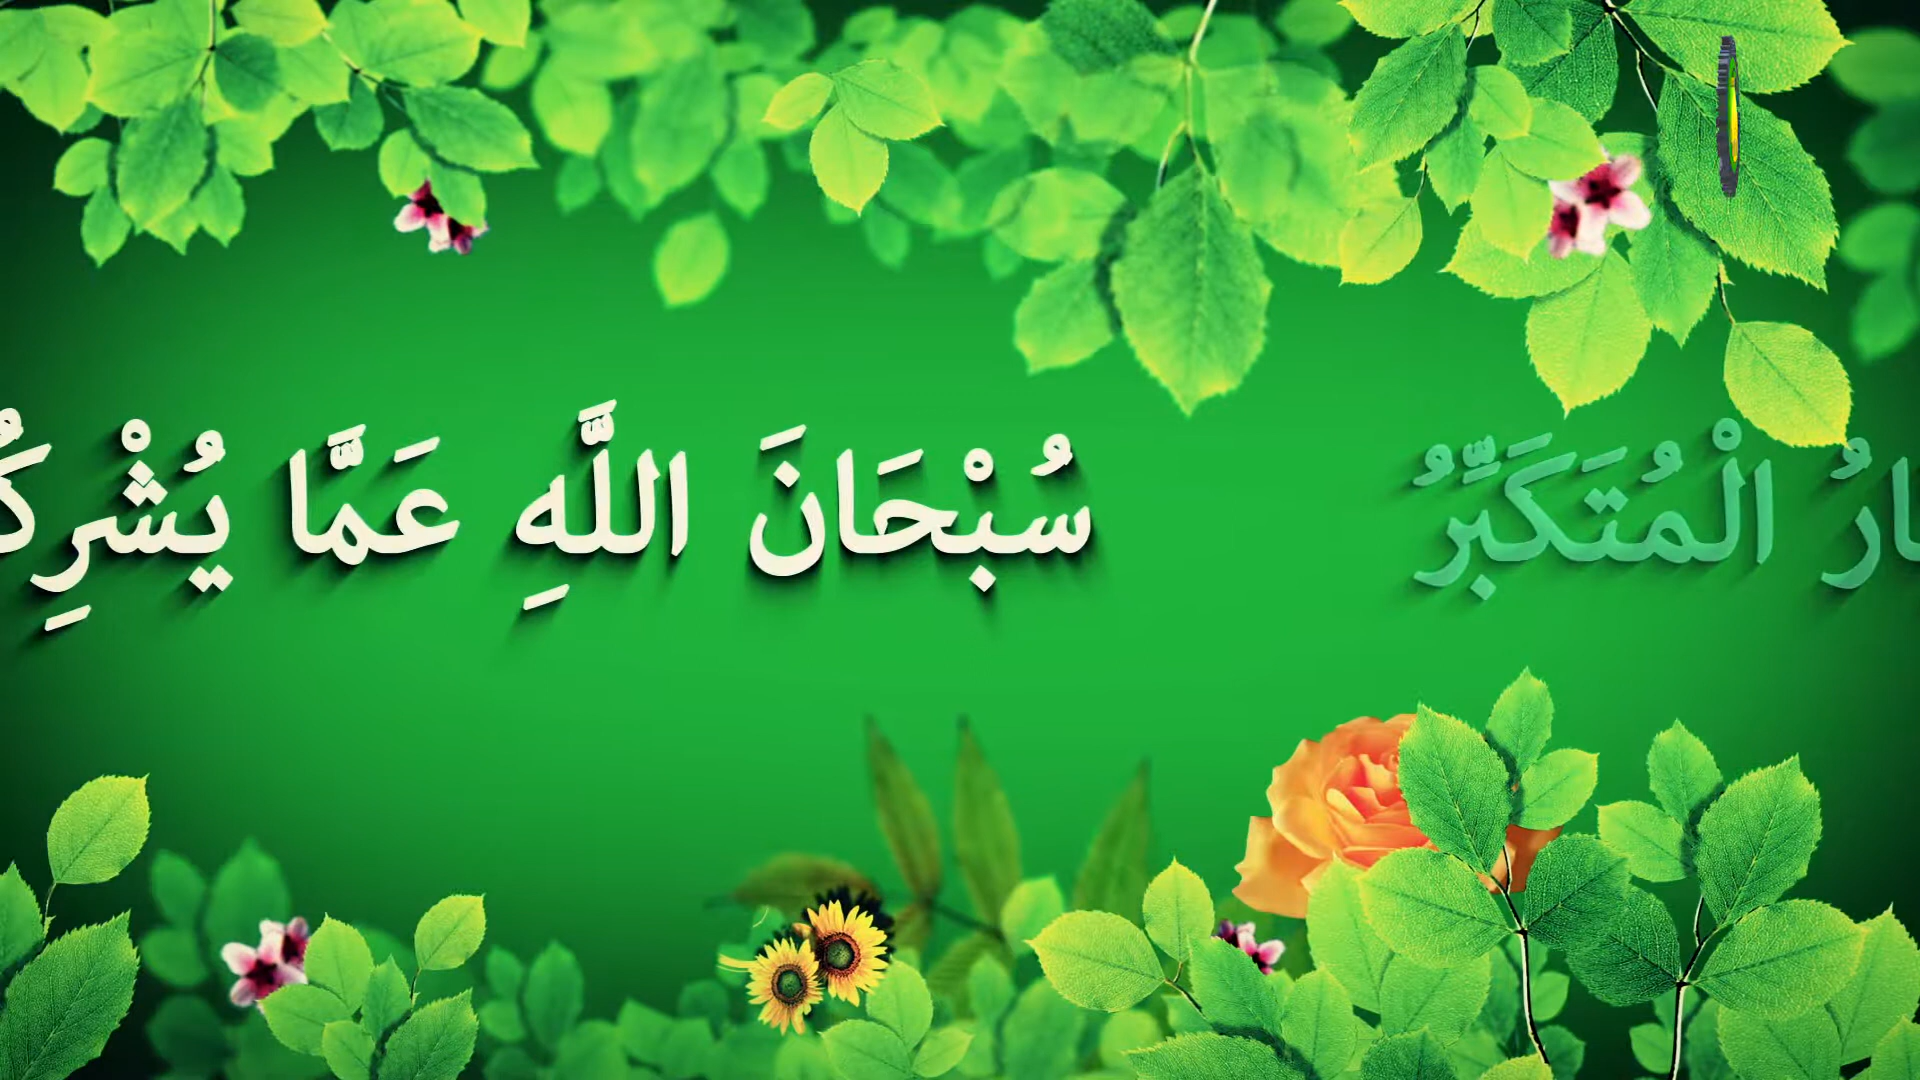 الْمُتَكَبِّرُ سُبْحَانَ اللَّهِ عَمَّا